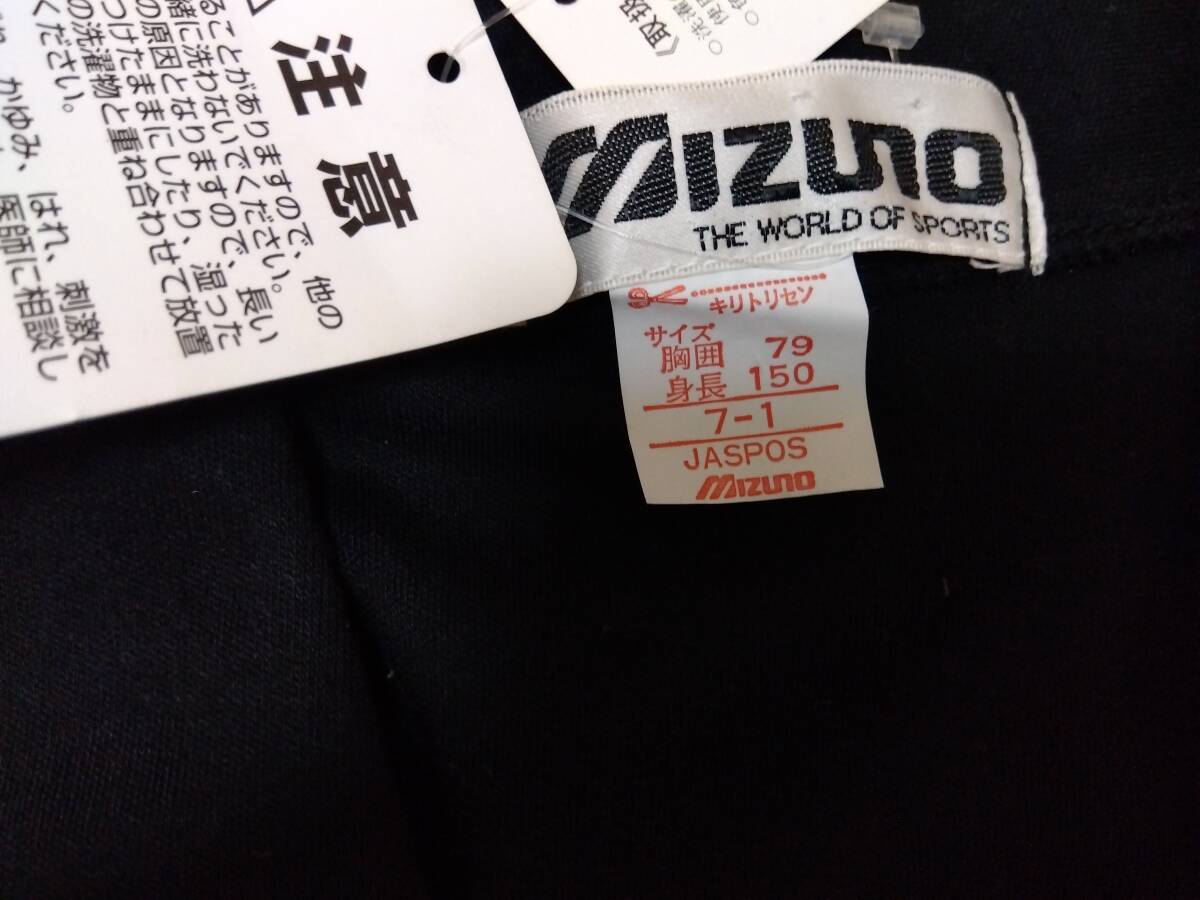 注意
ることがありますので、他の
緒に洗わないでください。長い
の原因となりますので、湿った
つけたままにしたり、
の洗濯物と重ね合わせて放置
ください。
かゆみ、はれ、刺激を
医師に相談し
〈取扱
○洗濯
MIZUNO
THE WORLD OF SPORTS
キリトリセン
サイズ
胸囲 79
身長 150
7-1
JASPOS
MIZUNO